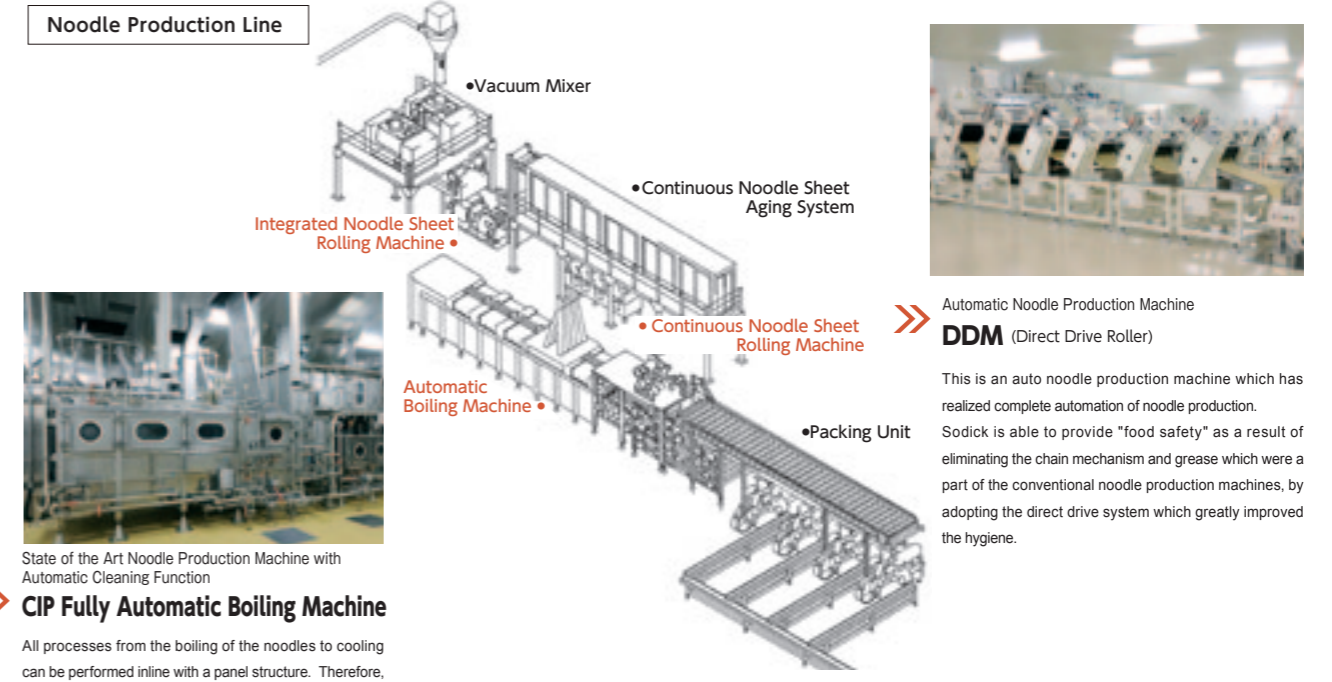 Noodle Production Line
•Vacuum Mixer
•Continuous Noodle Sheet
Aging System
Integrated Noodle Sheet
Rolling Machine •
• Continuous Noodle Sheet
Rolling Machine
Automatic
Boiling Machine •
•Packing Unit
Automatic Noodle Production Machine
DDM (Direct Drive Roller)
This is an auto noodle production machine which has
realized complete automation of noodle production.
Sodick is able to provide "food safety" as a result of
eliminating the chain mechanism and grease which were a
part of the conventional noodle production machines, by
adopting the direct drive system which greatly improved
the hygiene.
State of the Art Noodle Production Machine with
Automatic Cleaning Function
CIP Fully Automatic Boiling Machine
All processes from the boiling of the noodles to cooling
can be performed inline with a panel structure. Therefore,